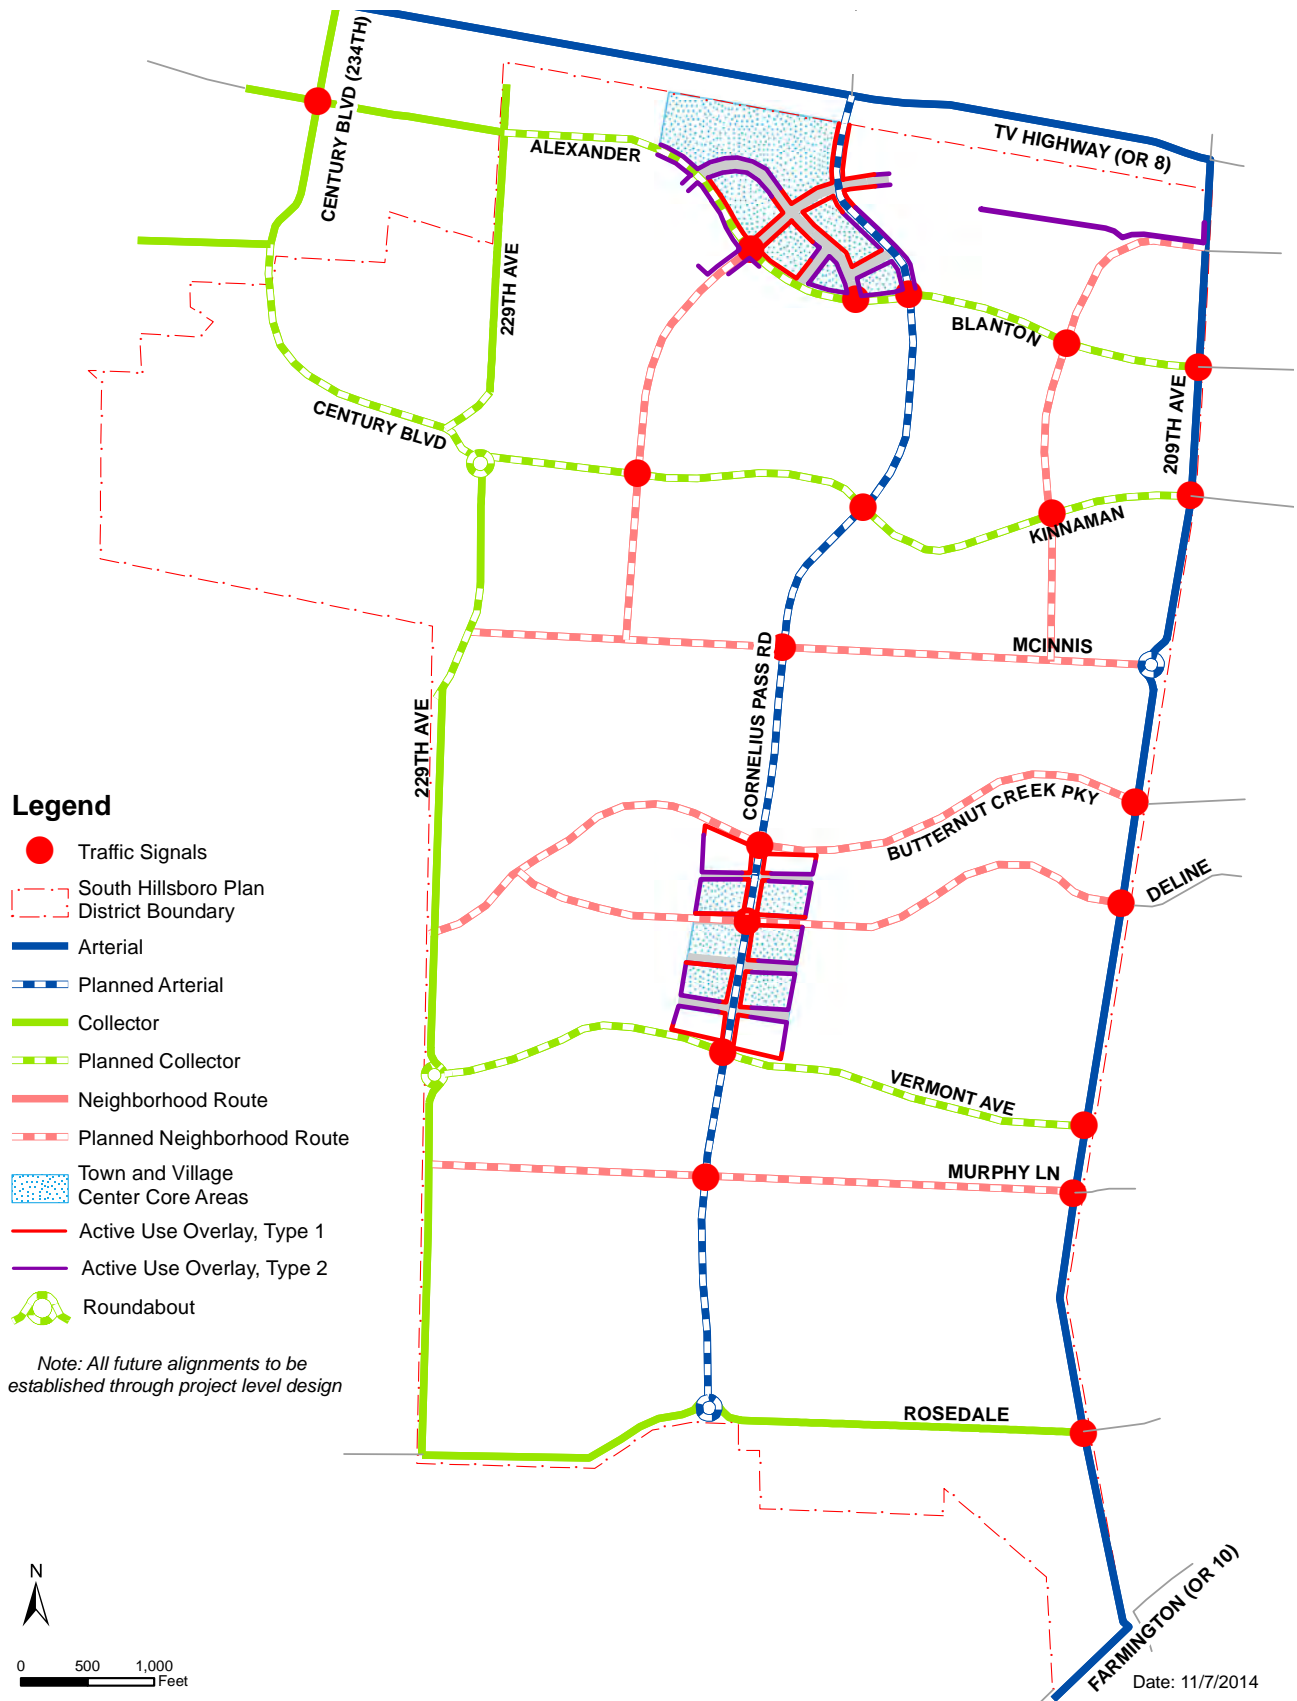 CENTURY BLVD (234TH)
TV HIGHWAY (OR 8)
ALEXANDER
229TH AVE
BLANTON
209TH AVE
CENTURY BLVD
KINNAMAN
CORNELIUS PASS RD
MCINNIS
229TH AVE
BUTTERNUT CREEK PKY
DELINE
VERMONT AVE
MURPHY LN
ROSEDALE
FARMINGTON (OR 10)
Legend
Traffic Signals
South Hillsboro Plan
District Boundary
Arterial
Planned Arterial
Collector
Planned Collector
Neighborhood Route
Planned Neighborhood Route
Town and Village
Center Core Areas
Active Use Overlay, Type 1
Active Use Overlay, Type 2
Roundabout
Note: All future alignments to be
established through project level design
N
0 500 1,000
Feet
Date: 11/7/2014